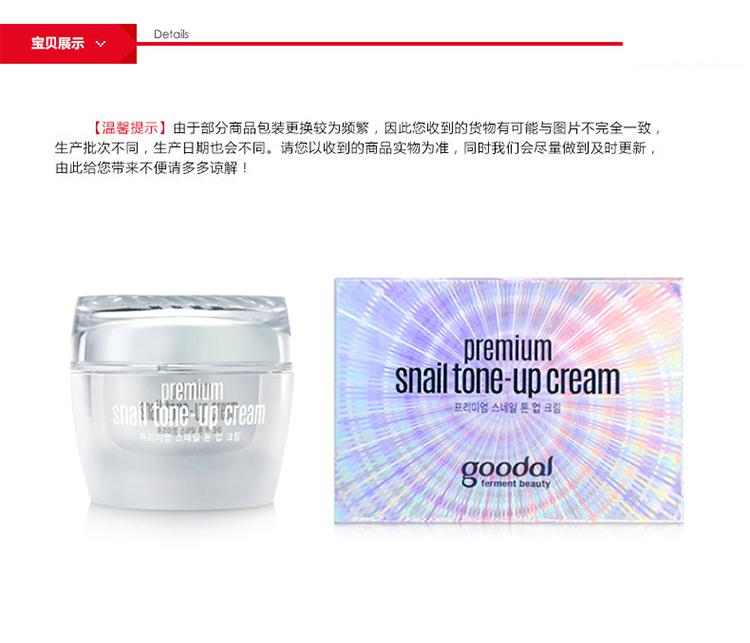 宝贝展示
Details
【温馨提示】由于部分商品包装更换较为频繁，因此您收到的货物有可能与图片不完全一致，
生产批次不同，生产日期也会不同。请您以收到的商品实物为准，同时我们会尽量做到及时更新，
由此给您带来不便请多多谅解！
premium
snail tone-up cream
프리미엄 스네일 톤 업 크림
premium
snail tone-up cream
프리미엄 스네일 톤 업 크림
goodal
ferment beauty